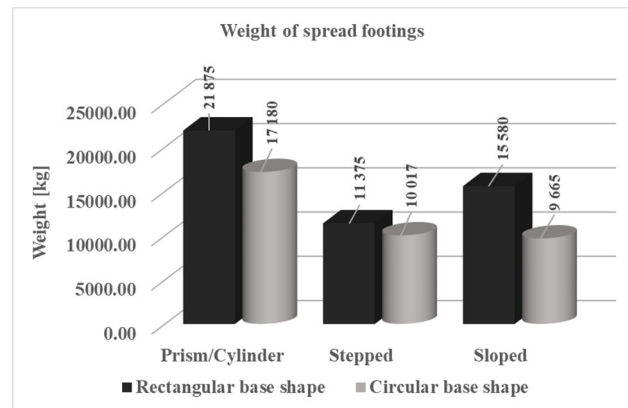 Weight of spread footings
Weight [kg]
25000.00
20000.00
15000.00
10000.00
5000.00
0.00
21 875
17 180
11 375
10 017
15 580
9 665
Prism/Cylinder
Stepped
Sloped
Rectangular base shape
Circular base shape